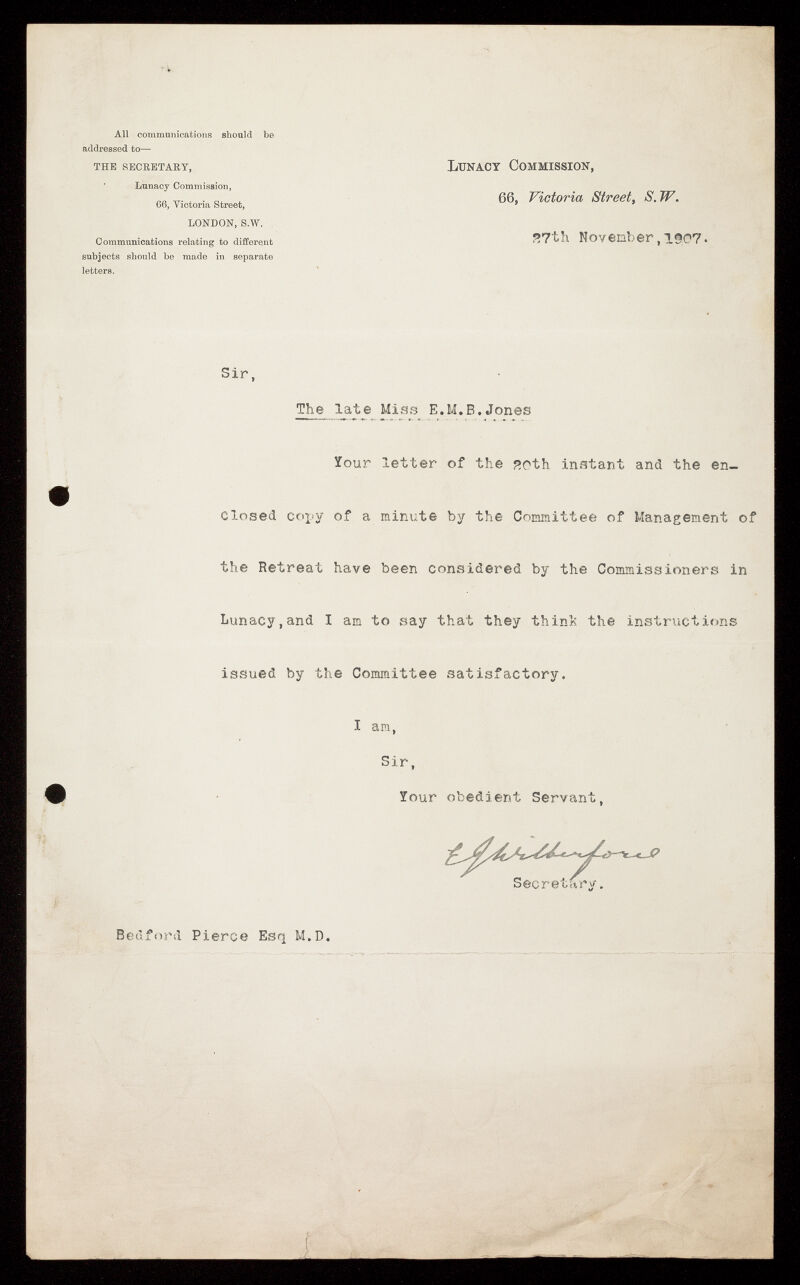 All communications should be
addressed to—
THE SECRETARY,
Lunacy Commission,
66, Victoria Street,
LONDON, S.W.
Communications relating to different
subjects should be made in separate
letters.
LUNACY COMMISSION,
66, Victoria Street, S.W.
27th November,1907.
Sir,
The late Miss E.M.B.Jones
Your letter of the 20th instant and the en-
closed copy of a minute by the Committee of Management of
the Retreat have been considered by the Commissioners in
Lunacy,and I am to say that they think the instructions
issued by the Committee satisfactory.
I am,
Sir,
Your obedient Servant,
Wilberforce
Secretary.
Bedford Pierce Esq M.D.